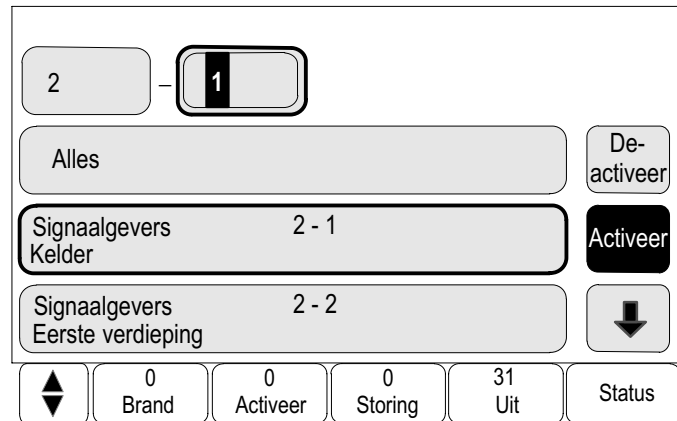 2 – 1
Alles
De-
activeer
Signaalgevers 2 - 1
Kelder
Activeer
Signaalgevers 2 - 2
Eerste verdieping
0 0 0 31
Brand Activeer Storing Uit Status